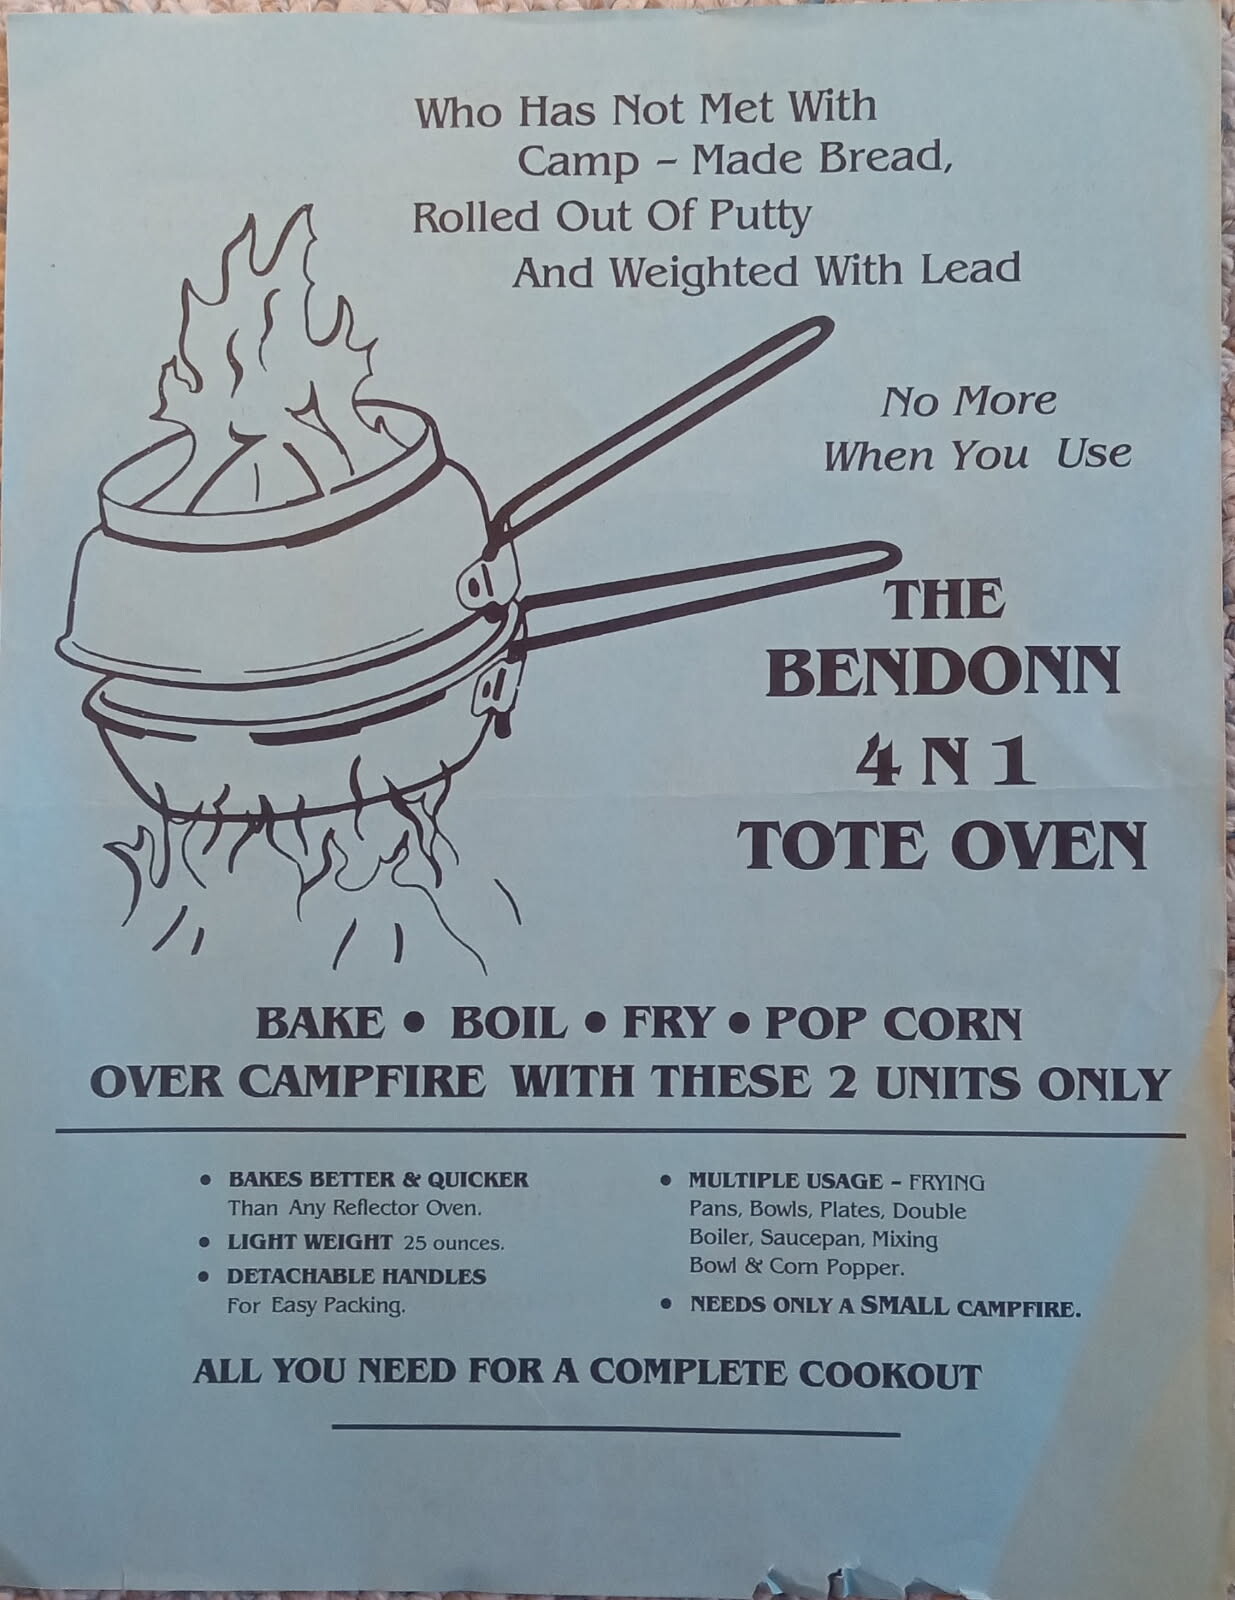 Who Has Not Met With
Camp – Made Bread,
Rolled Out Of Putty
And Weighted With Lead
No More
When You Use
THE
BENDONN
4 N 1
TOTE OVEN
BAKE • BOIL • FRY • POP CORN
OVER CAMPFIRE WITH THESE 2 UNITS ONLY
• BAKES BETTER & QUICKER
Than Any Reflector Oven.
• LIGHT WEIGHT 25 ounces.
• DETACHABLE HANDLES
For Easy Packing.
• MULTIPLE USAGE – FRYING
Pans, Bowls, Plates, Double
Boiler, Saucepan, Mixing
Bowl & Corn Popper.
• NEEDS ONLY A SMALL CAMPFIRE.
ALL YOU NEED FOR A COMPLETE COOKOUT